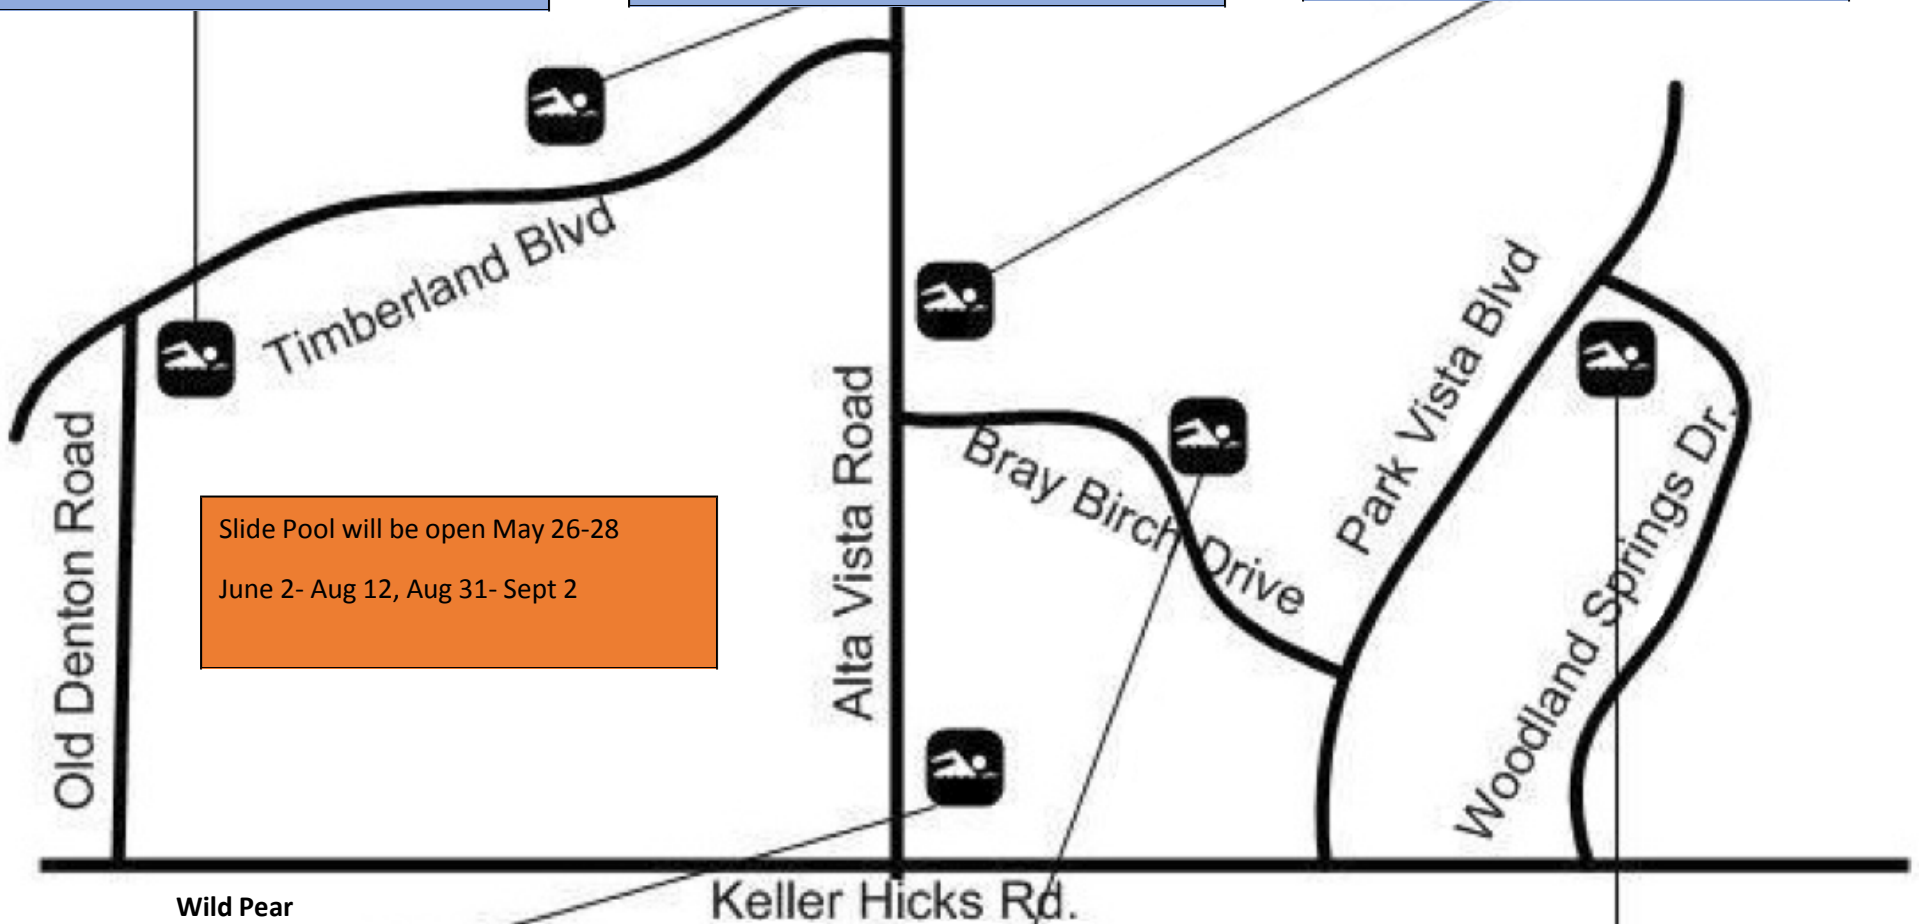 Timberland Blvd
Old Denton Road
Slide Pool will be open May 26-28
June 2- Aug 12, Aug 31- Sept 2
Alta Vista Road
Bray Birch Drive
Park Vista Blvd
Woodland Springs Dr.
Keller Hicks Rd.
Wild Pear